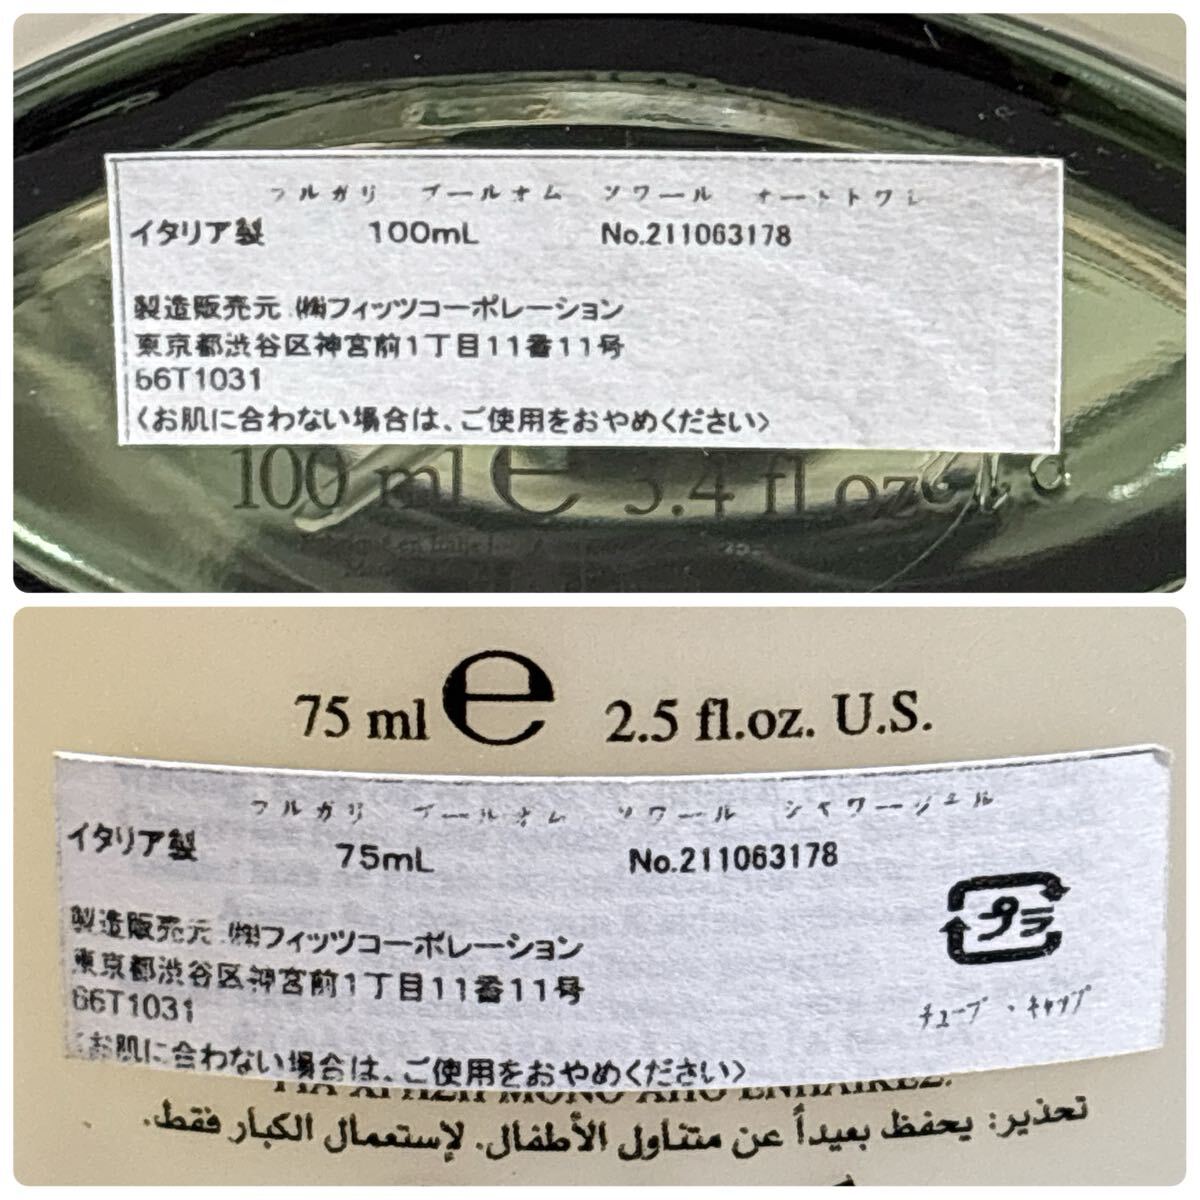 ブルガリ プールオム ソワール オードトワレ
イタリア製 100mL No.211063178
製造販売元 ㈱フィッツコーポレーション
東京都渋谷区神宮前1丁目11番11号
66T1031
〈お肌に合わない場合は、ご使用をおやめください〉
100 ml e 3.4 fl oz
75 ml e 2.5 fl.oz. U.S.
ブルガリ プールオム ソワール シャワージェル
イタリア製 75mL No.211063178
製造販売元 ㈱フィッツコーポレーション
プラ
東京都渋谷区神宮前1丁目11番11号
66T1031
チューブ・キャップ
〈お肌に合わない場合は、ご使用をおやめください〉
تحذير: يحفظ بعيداً عن متناول الأطفال. لإستعمال الكبار فقط.